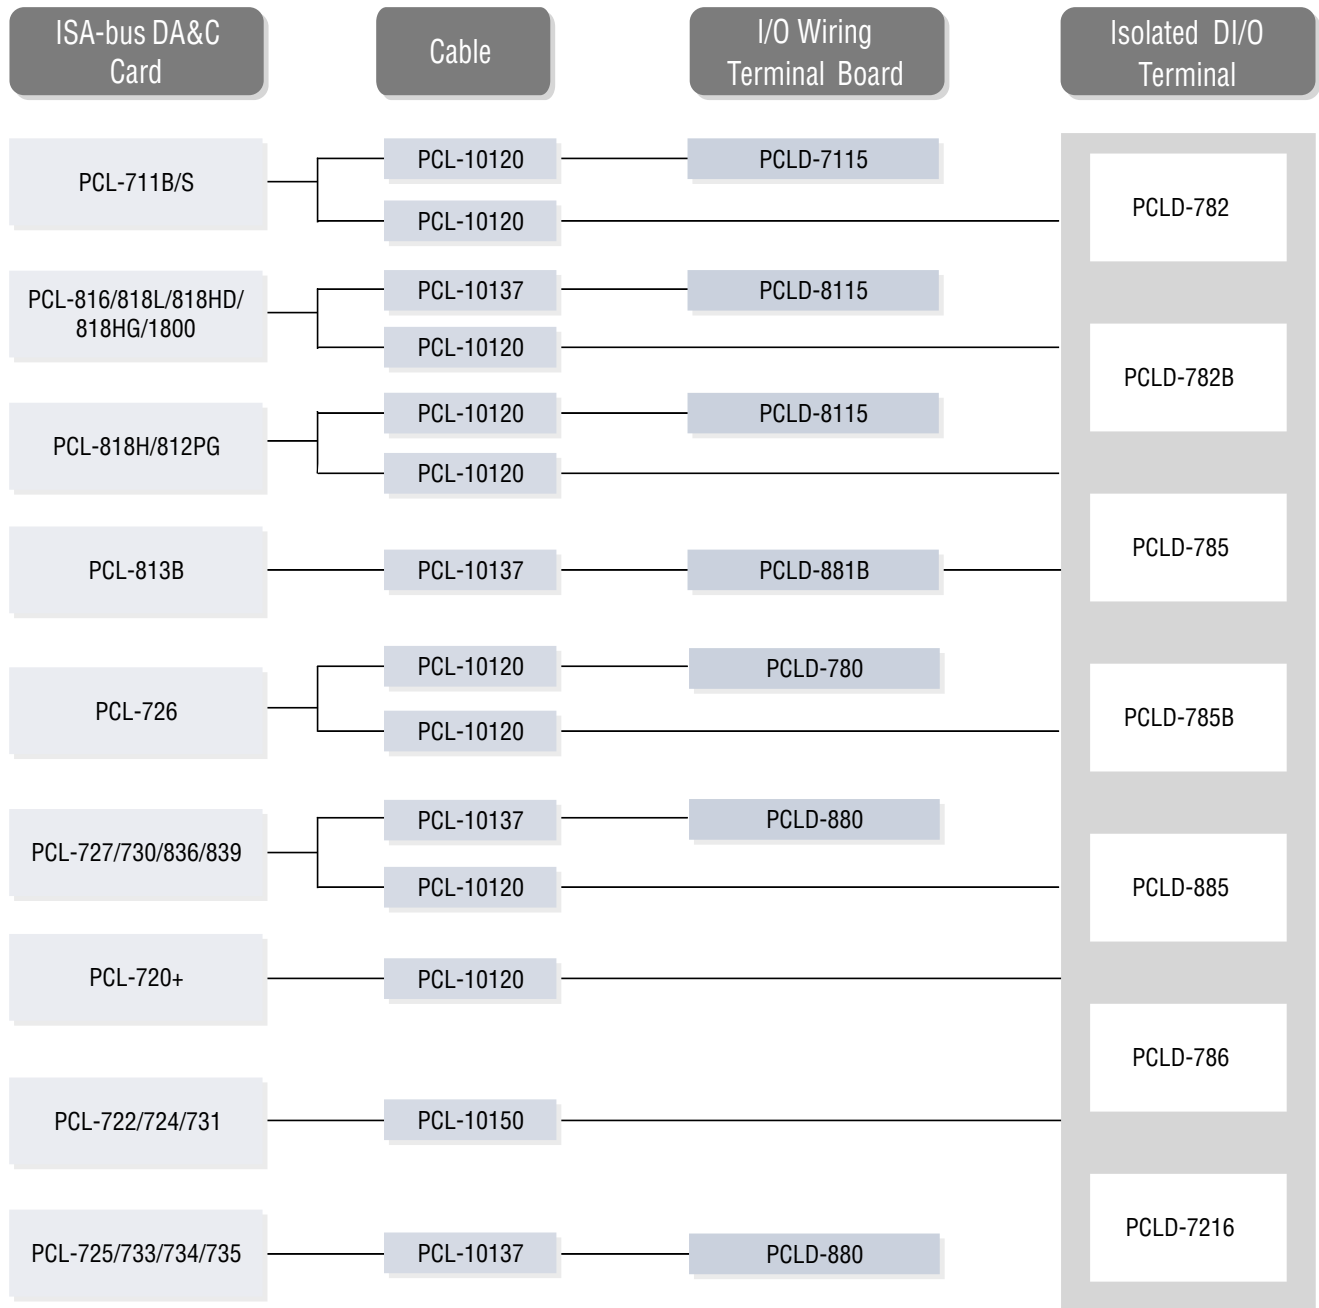 ISA-bus DA&C
Card
Cable
I/O Wiring
Terminal Board
Isolated DI/O
Terminal
PCL-711B/S
PCL-10120
PCLD-7115
PCL-10120
PCL-816/818L/818HD/
818HG/1800
PCL-10137
PCLD-8115
PCL-10120
PCL-818H/812PG
PCL-10120
PCLD-8115
PCL-10120
PCL-813B
PCL-10137
PCLD-881B
PCL-726
PCL-10120
PCLD-780
PCL-10120
PCL-727/730/836/839
PCL-10137
PCLD-880
PCL-10120
PCL-720+
PCL-10120
PCL-722/724/731
PCL-10150
PCL-725/733/734/735
PCL-10137
PCLD-880
PCLD-782
PCLD-782B
PCLD-785
PCLD-785B
PCLD-885
PCLD-786
PCLD-7216